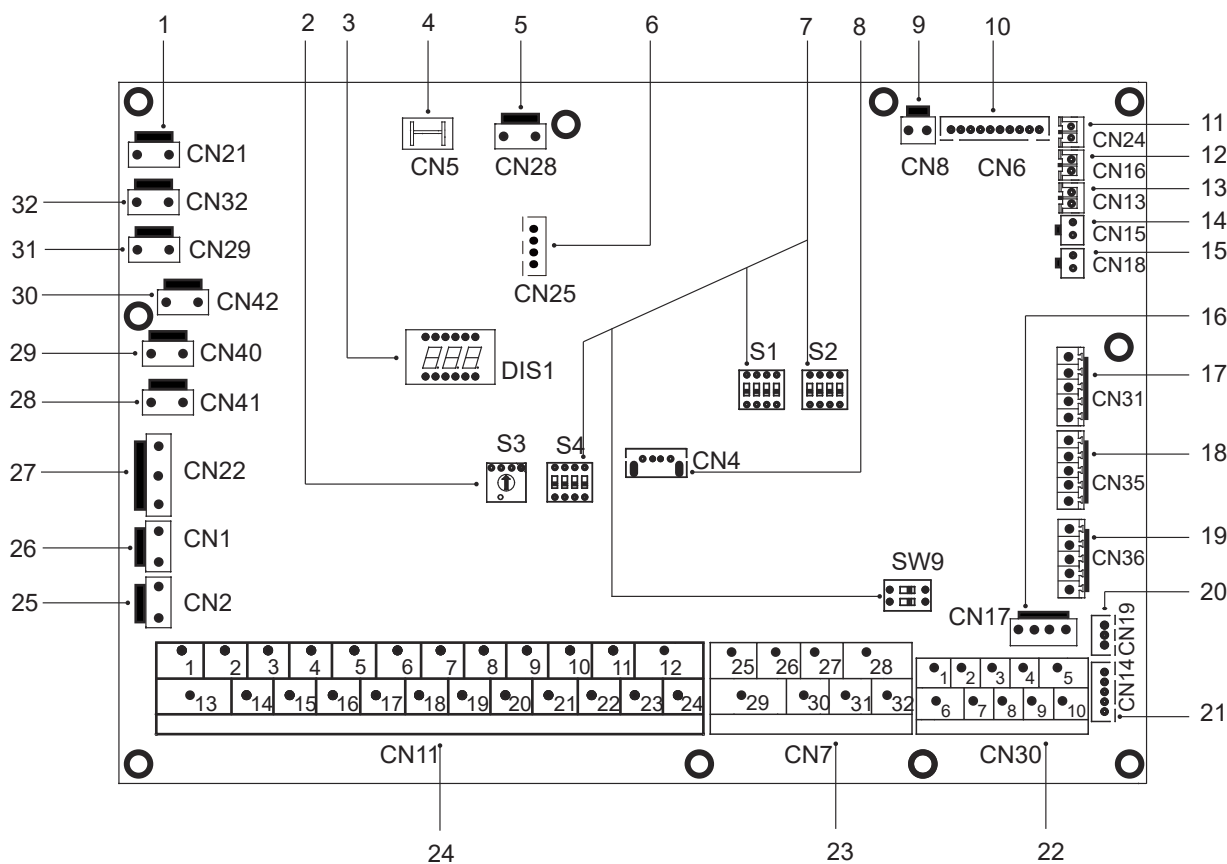 1 2 3 4 5 6 7 8 9 10
CN21 CN5 CN28 CN8 CN6 CN24 11
CN16 12
32 CN32 CN13 13
31 CN29 CN15 14
CN25 CN18 15
30 CN42
16
29 CN40 DIS1 S1 S2 CN31 17
28 CN41
27 CN22 S3 S4 CN4 CN35 18
26 CN1 SW9 CN36 19
25 CN2 CN17 CN19 20
1 2 3 4 5 6 7 8 9 10 11 12 25 26 27 28 1 2 3 4 5 CN14
13 14 15 16 17 18 19 20 21 22 23 24 29 30 31 32 6 7 8 9 10 21
CN11 CN7 CN30
24 23 22